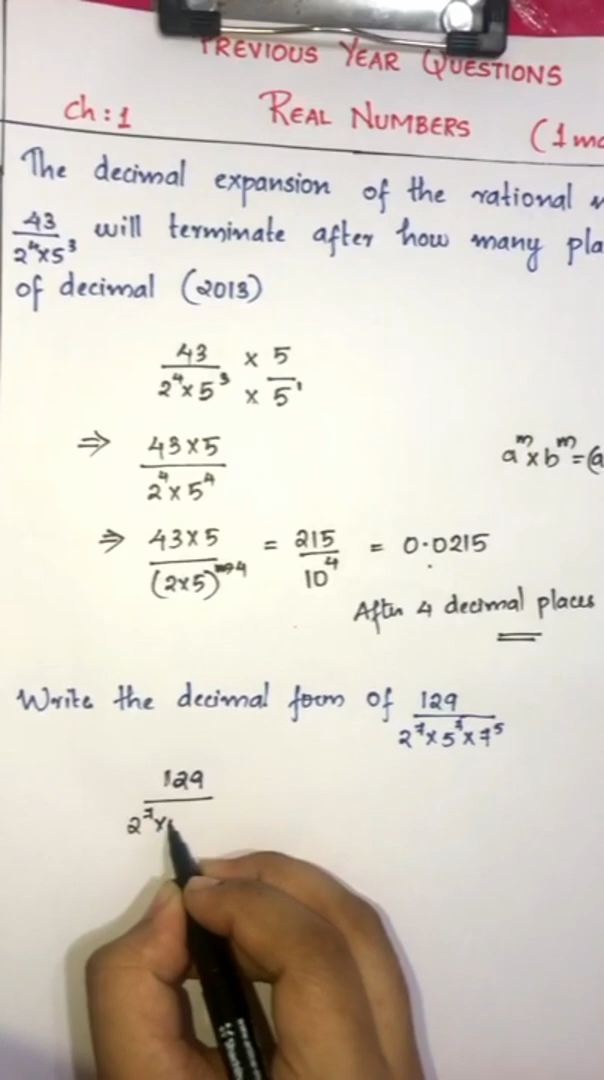 PREVIOUS YEAR QUESTIONS
Ch:1 REAL NUMBERS (1
The decimal expansion of the rational
43/2⁴×5³ will terminate after how many
of decimal (2013)
43/2⁴×5³ × 5/5¹
⇒ 43×5/2⁴×5⁴
aᵐ×bᵐ=(a
⇒ 43×5/(2×5)⁴ = 215/10⁴ = 0.0215
After 4 decimal places
Write the decimal form of 129/2⁷×5⁷×7⁵
129/2⁷×